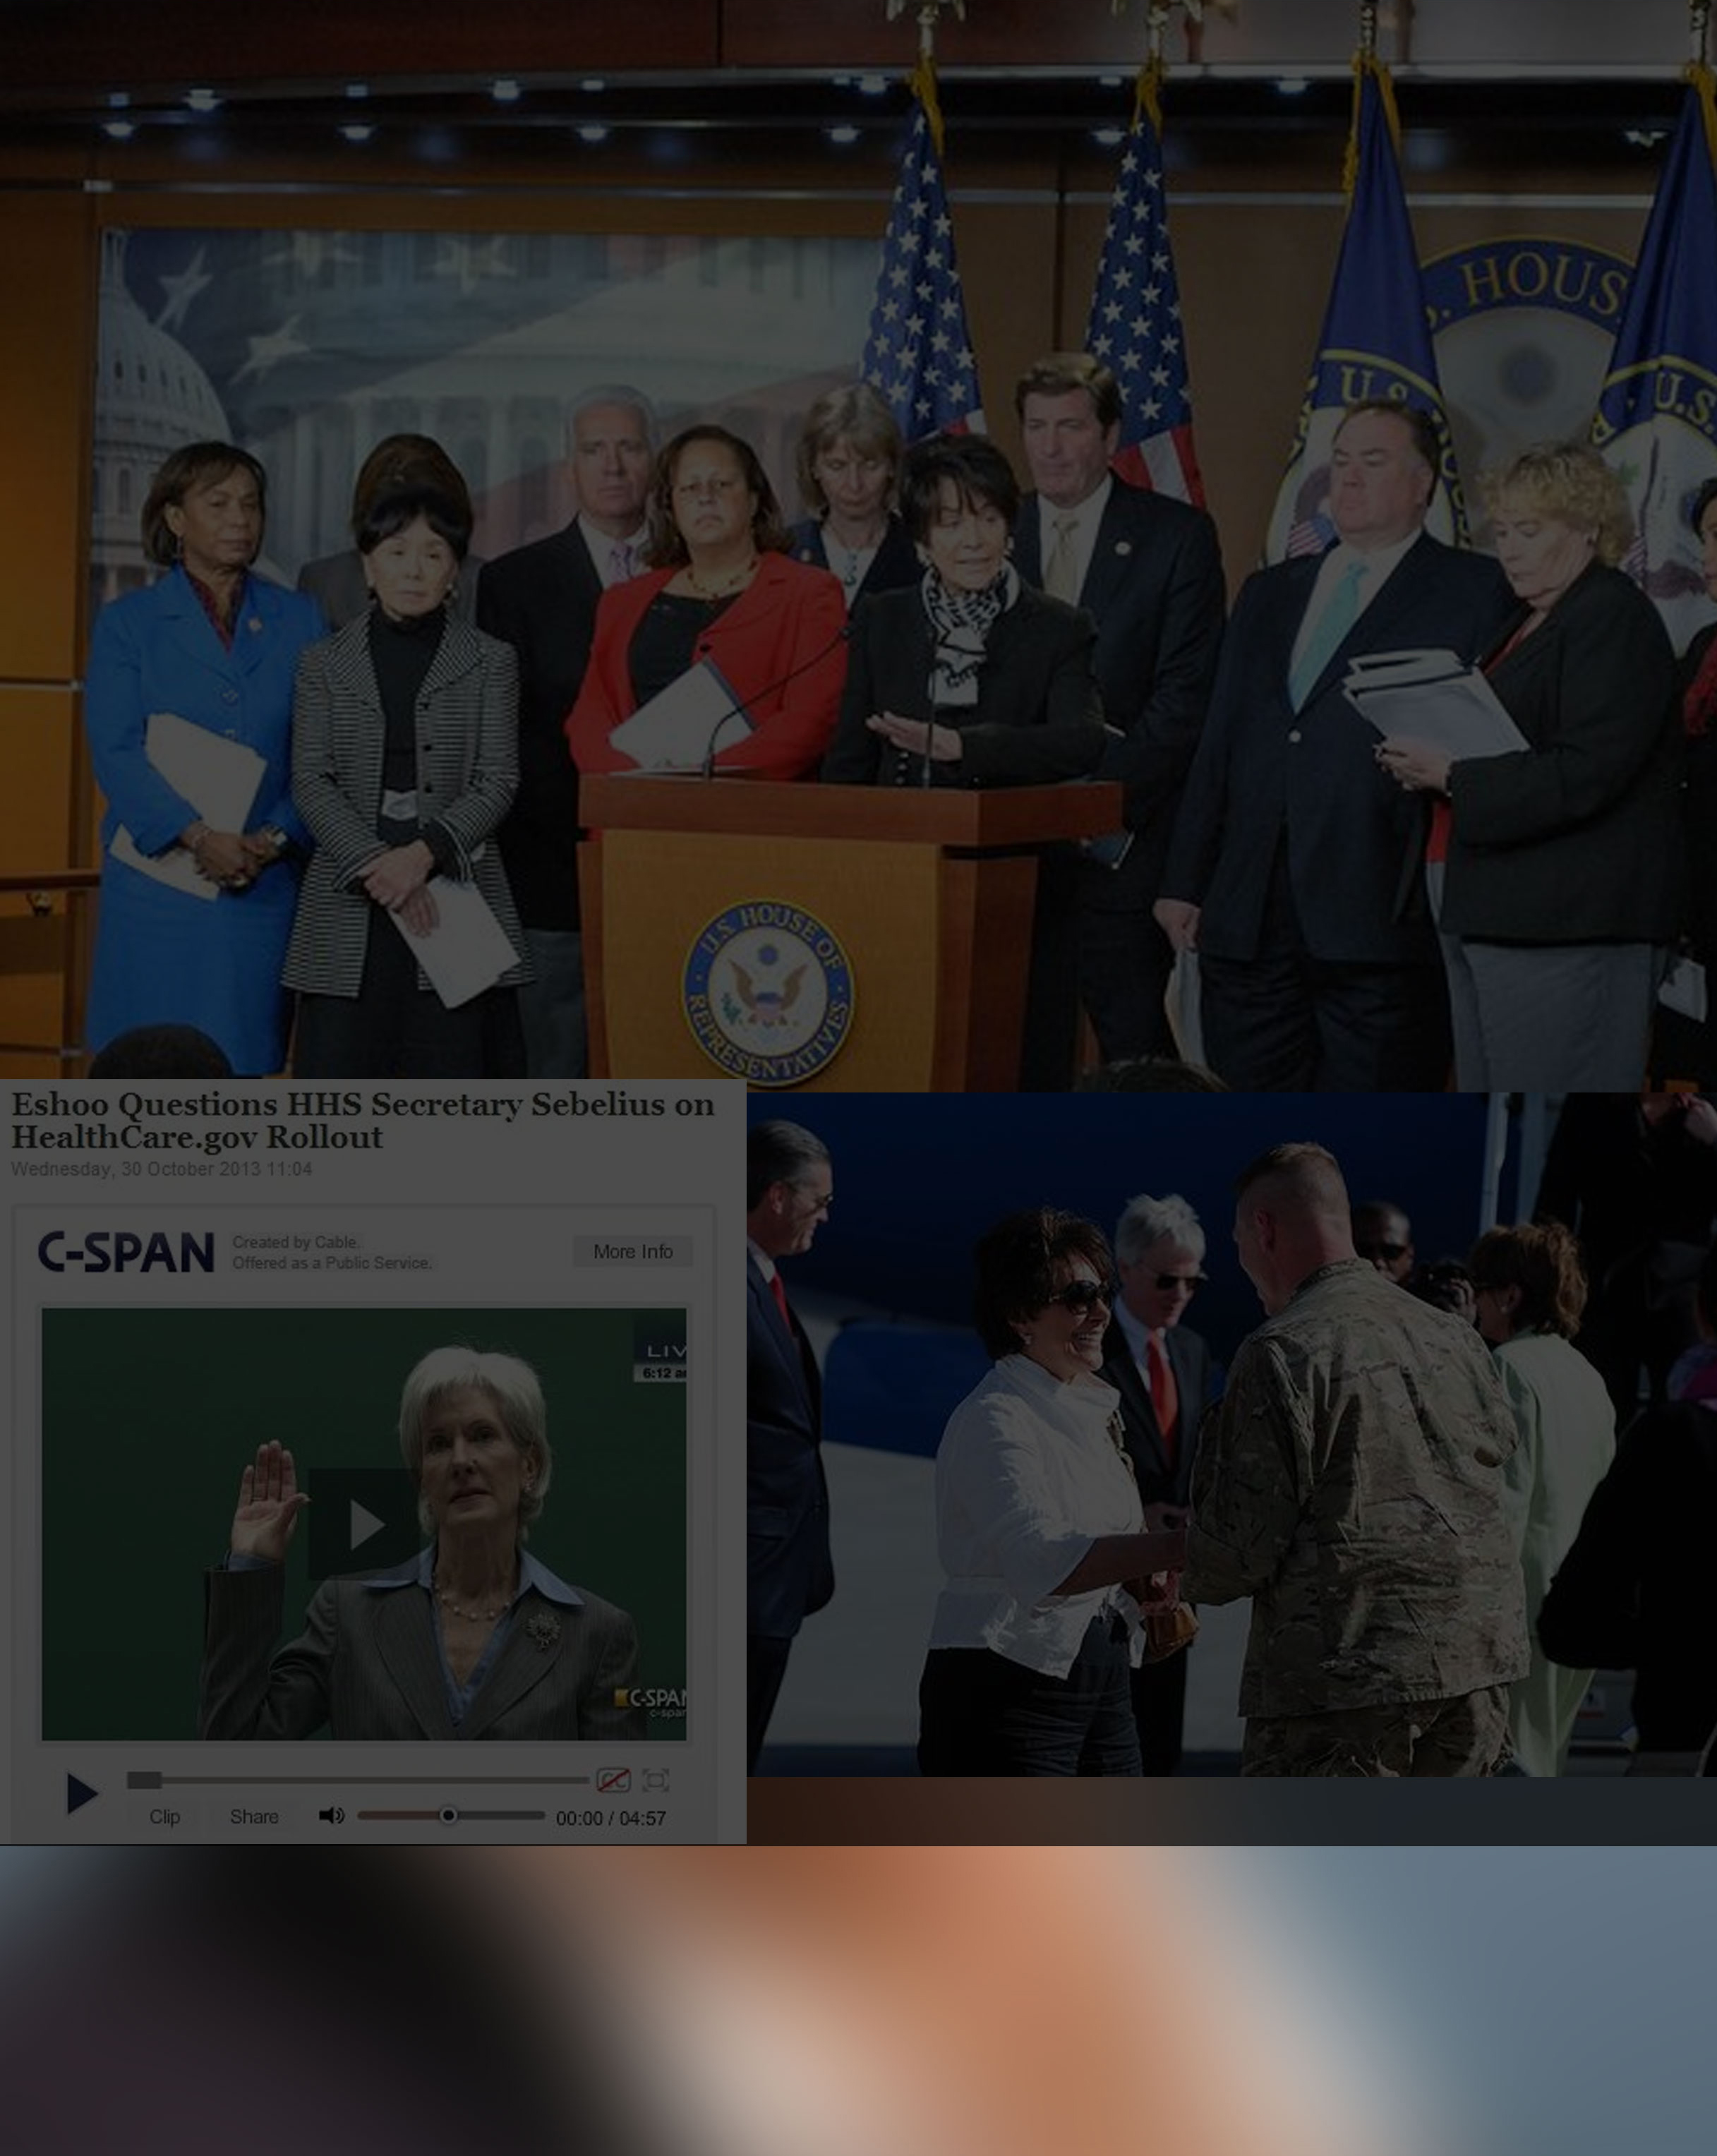 . HOUS
U.S.
U.S.
U.S. HOUSE OF
REPRESENTATIVES
Eshoo Questions HHS Secretary Sebelius on
HealthCare.gov Rollout
Wednesday, 30 October 2013 11:04
C-SPAN
Created by Cable.
Offered as a Public Service.
More Info
LIV
6:12 a
C-SPAN
c-spa
CC
Clip
Share
00:00 / 04:57